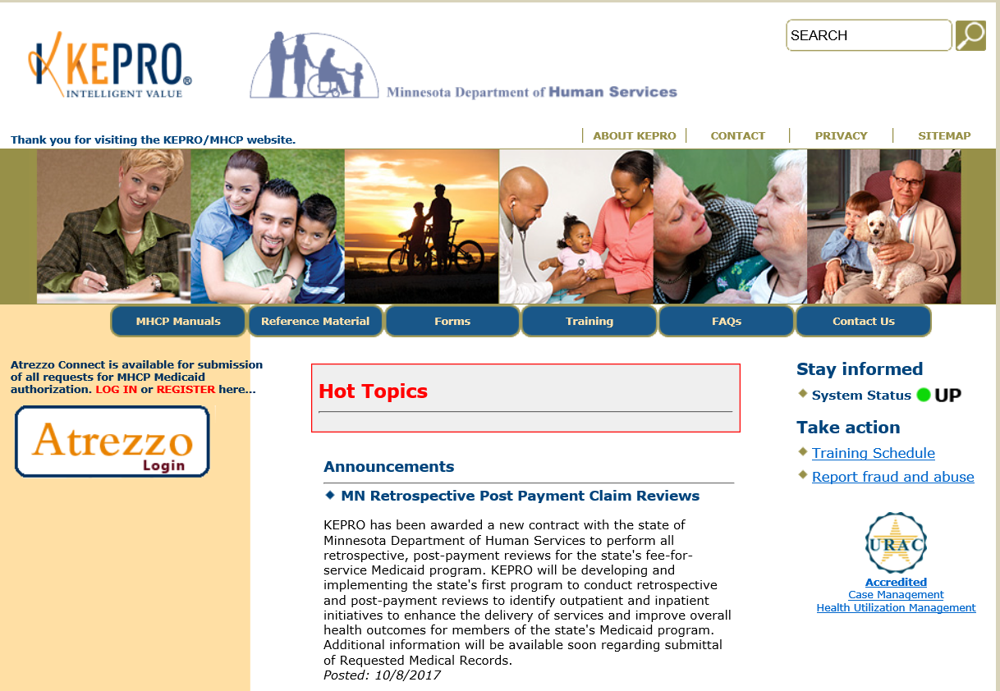 KEPRO®
INTELLIGENT VALUE
Minnesota Department of Human Services
SEARCH
Thank you for visiting the KEPRO/MHCP website.
ABOUT KEPRO
CONTACT
PRIVACY
SITEMAP
MHCP Manuals
Reference Material
Forms
Training
FAQs
Contact Us
Atrezzo Connect is available for submission
of all requests for MHCP Medicaid
authorization. LOG IN or REGISTER here...
Atrezzo
Login
Hot Topics
Announcements
MN Retrospective Post Payment Claim Reviews
KEPRO has been awarded a new contract with the state of
Minnesota Department of Human Services to perform all
retrospective, post-payment reviews for the state's fee-for-
service Medicaid program. KEPRO will be developing and
implementing the state's first program to conduct retrospective
and post-payment reviews to identify outpatient and inpatient
initiatives to enhance the delivery of services and improve overall
health outcomes for members of the state's Medicaid program.
Additional information will be available soon regarding submittal
of Requested Medical Records.
Posted: 10/8/2017
Stay informed
System Status UP
Take action
Training Schedule
Report fraud and abuse
URAC
Accredited
Case Management
Health Utilization Management